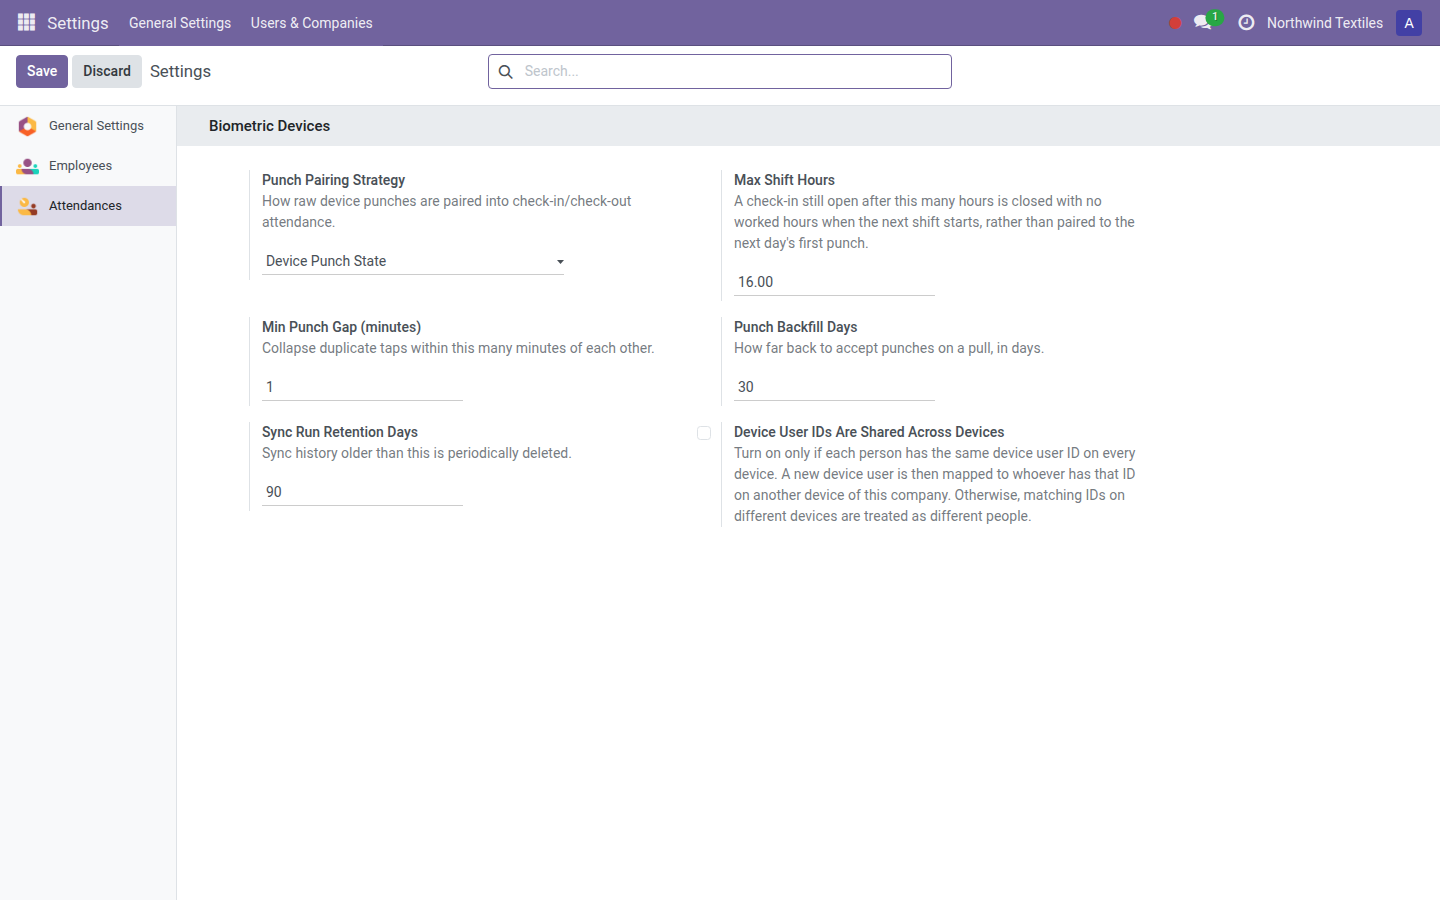 Settings
General Settings
Users & Companies
1
Northwind Textiles
A
Save
Discard
Settings
Search...
General Settings
Employees
Attendances
Biometric Devices
Punch Pairing Strategy
How raw device punches are paired into check-in/check-out
attendance.
Device Punch State
Max Shift Hours
A check-in still open after this many hours is closed with no
worked hours when the next shift starts, rather than paired to the
next day's first punch.
16.00
Min Punch Gap (minutes)
Collapse duplicate taps within this many minutes of each other.
1
Punch Backfill Days
How far back to accept punches on a pull, in days.
30
Sync Run Retention Days
Sync history older than this is periodically deleted.
90
Device User IDs Are Shared Across Devices
Turn on only if each person has the same device user ID on every
device. A new device user is then mapped to whoever has that ID
on another device of this company. Otherwise, matching IDs on
different devices are treated as different people.